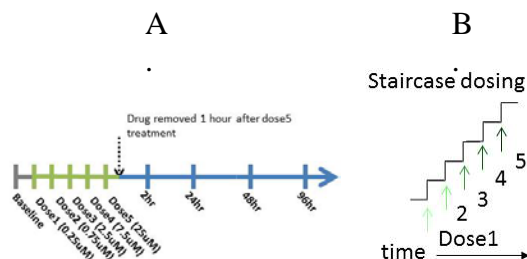 A
.
Drug removed 1 hour after dose5
treatment
Baseline
Dose1 (0.25uM)
Dose2 (0.75uM)
Dose3 (2.5uM)
Dose4 (7.5uM)
Dose5 (25uM)
2hr
24hr
48hr
96hr
B
.
Staircase dosing
5
4
3
2
Dose1
time